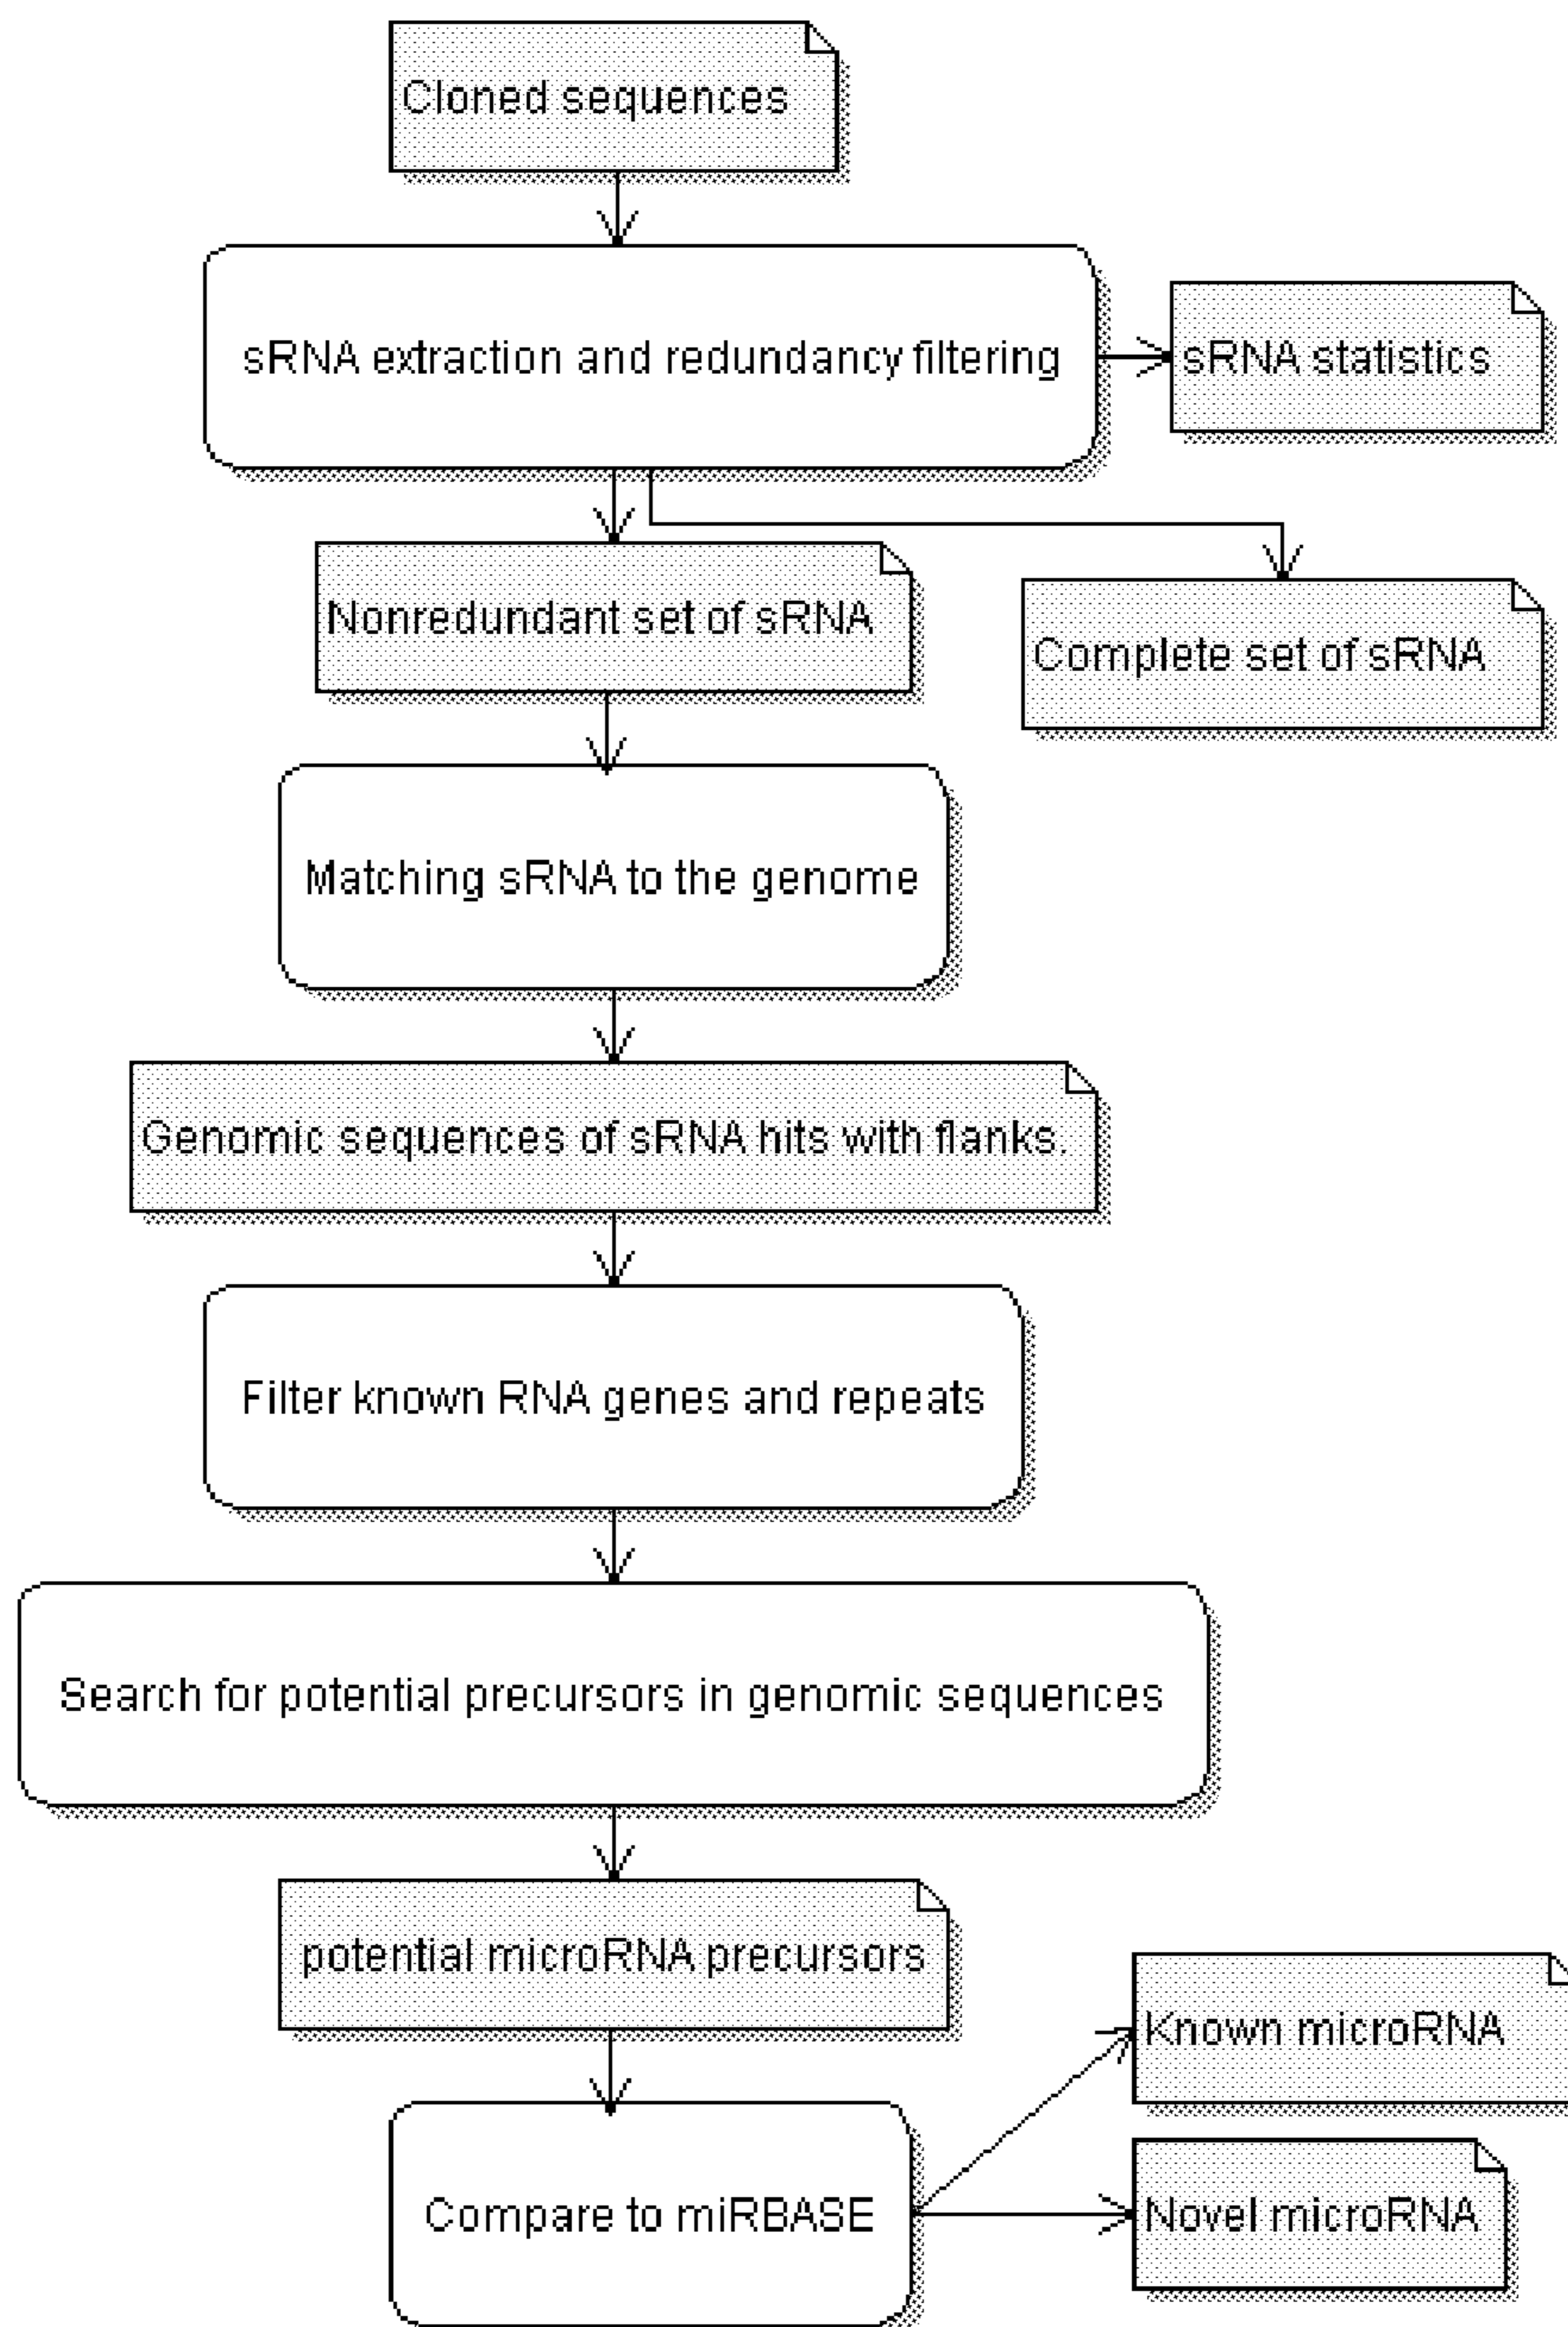 Cloned sequences
sRNA extraction and redundancy filtering
sRNA statistics
Nonredundant set of sRNA
Complete set of sRNA
Matching sRNA to the genome
Genomic sequences of sRNA hits with flanks.
Filter known RNA genes and repeats
Search for potential precursors in genomic sequences
potential microRNA precursors
Known microRNA
Compare to miRBASE
Novel microRNA